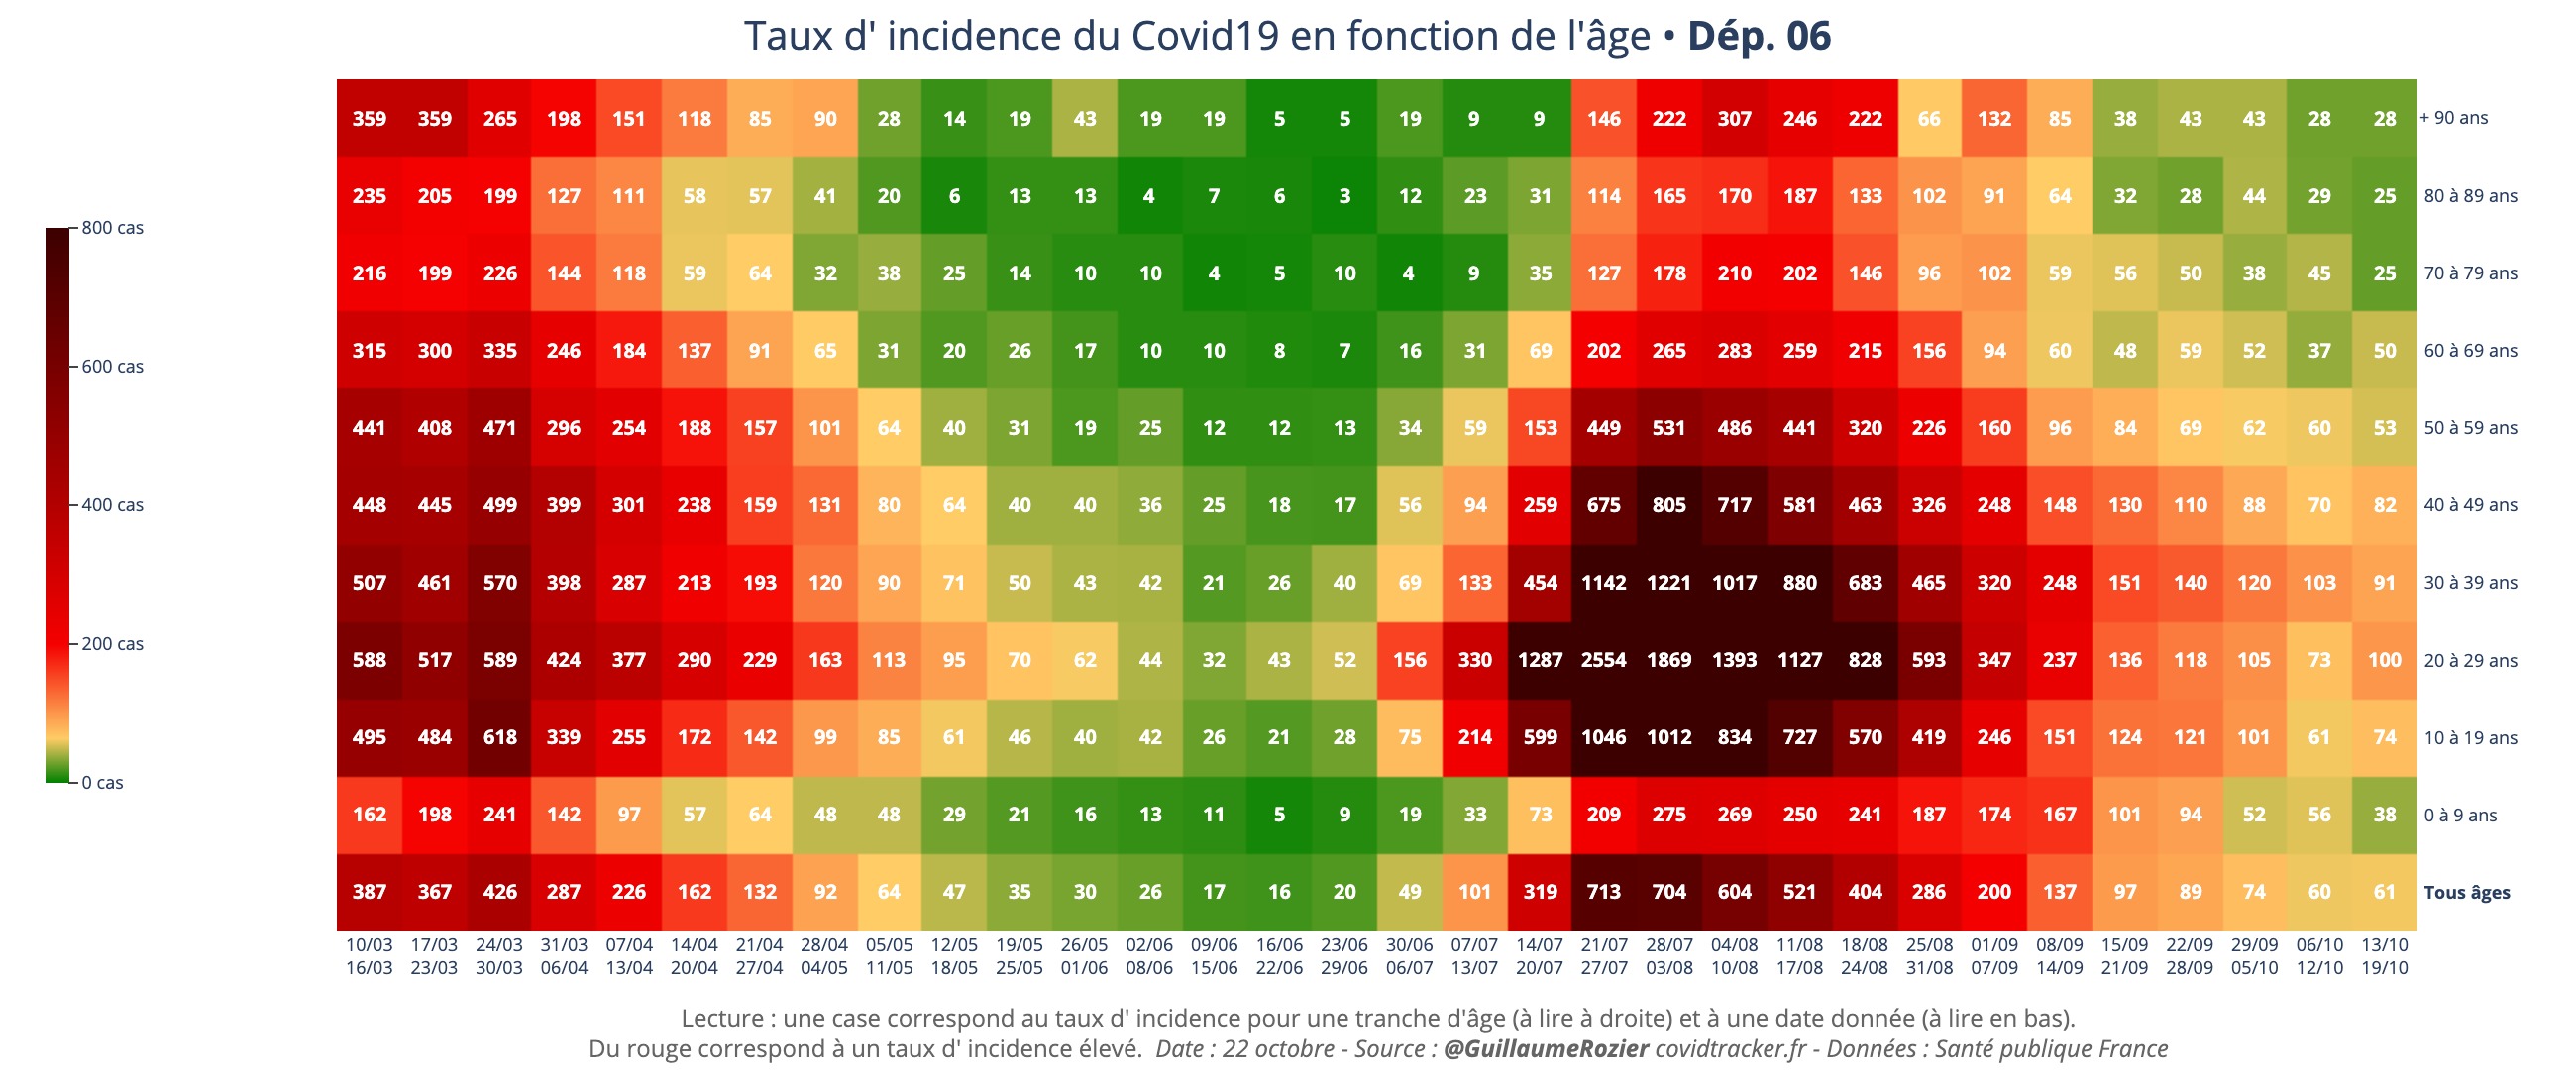 Taux d' incidence du Covid19 en fonction de l'âge • Dép. 06
359 359 265 198 151 118 85 90 28 14 19 43 19 19 5 5 19 9 9 146 222 307 246 222 66 132 85 38 43 43 28 28 + 90 ans
235 205 199 127 111 58 57 41 20 6 13 13 4 7 6 3 12 23 31 114 165 170 187 133 102 91 64 32 28 44 29 25 80 à 89 ans
800 cas
216 199 226 144 118 59 64 32 38 25 14 10 10 4 5 10 4 9 35 127 178 210 202 146 96 102 59 56 50 38 45 25 70 à 79 ans
315 300 335 246 184 137 91 65 31 20 26 17 10 10 8 7 16 31 69 202 265 283 259 215 156 94 60 48 59 52 37 50 60 à 69 ans
600 cas
441 408 471 296 254 188 157 101 64 40 31 19 25 12 12 13 34 59 153 449 531 486 441 320 226 160 96 84 69 62 60 53 50 à 59 ans
400 cas
448 445 499 399 301 238 159 131 80 64 40 40 36 25 18 17 56 94 259 675 805 717 581 463 326 248 148 130 110 88 70 82 40 à 49 ans
507 461 570 398 287 213 193 120 90 71 50 43 42 21 26 40 69 133 454 1142 1221 1017 880 683 465 320 248 151 140 120 103 91 30 à 39 ans
200 cas
588 517 589 424 377 290 229 163 113 95 70 62 44 32 43 52 156 330 1287 2554 1869 1393 1127 828 593 347 237 136 118 105 73 100 20 à 29 ans
495 484 618 339 255 172 142 99 85 61 46 40 42 26 21 28 75 214 599 1046 1012 834 727 570 419 246 151 124 121 101 61 74 10 à 19 ans
0 cas
162 198 241 142 97 57 64 48 48 29 21 16 13 11 5 9 19 33 73 209 275 269 250 241 187 174 167 101 94 52 56 38 0 à 9 ans
387 367 426 287 226 162 132 92 64 47 35 30 26 17 16 20 49 101 319 713 704 604 521 404 286 200 137 97 89 74 60 61 Tous âges
10/03 17/03 24/03 31/03 07/04 14/04 21/04 28/04 05/05 12/05 19/05 26/05 02/06 09/06 16/06 23/06 30/06 07/07 14/07 21/07 28/07 04/08 11/08 18/08 25/08 01/09 08/09 15/09 22/09 29/09 06/10 13/10
16/03 23/03 30/03 06/04 13/04 20/04 27/04 04/05 11/05 18/05 25/05 01/06 08/06 15/06 22/06 29/06 06/07 13/07 20/07 27/07 03/08 10/08 17/08 24/08 31/08 07/09 14/09 21/09 28/09 05/10 12/10 19/10
Lecture : une case correspond au taux d' incidence pour une tranche d'âge (à lire à droite) et à une date donnée (à lire en bas).
Du rouge correspond à un taux d' incidence élevé. Date : 22 octobre - Source : @GuillaumeRozier covidtracker.fr - Données : Santé publique France